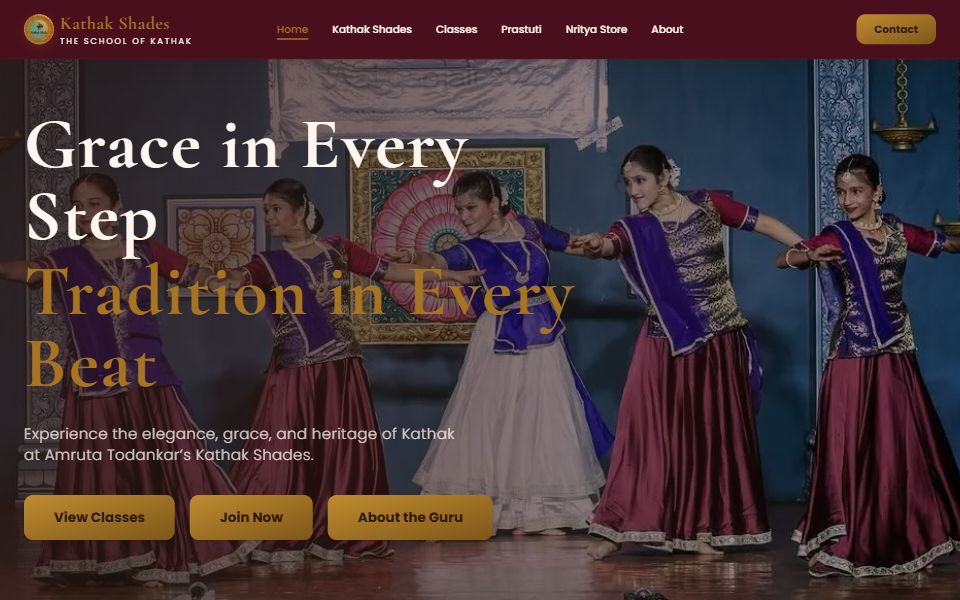 Kathak Shades
THE SCHOOL OF KATHAK
Home
Kathak Shades
Classes
Prastuti
Nritya Store
About
Contact
Grace in Every
Step
Tradition in Every
Beat
Experience the elegance, grace, and heritage of Kathak
at Amruta Todankar’s Kathak Shades.
View Classes
Join Now
About the Guru